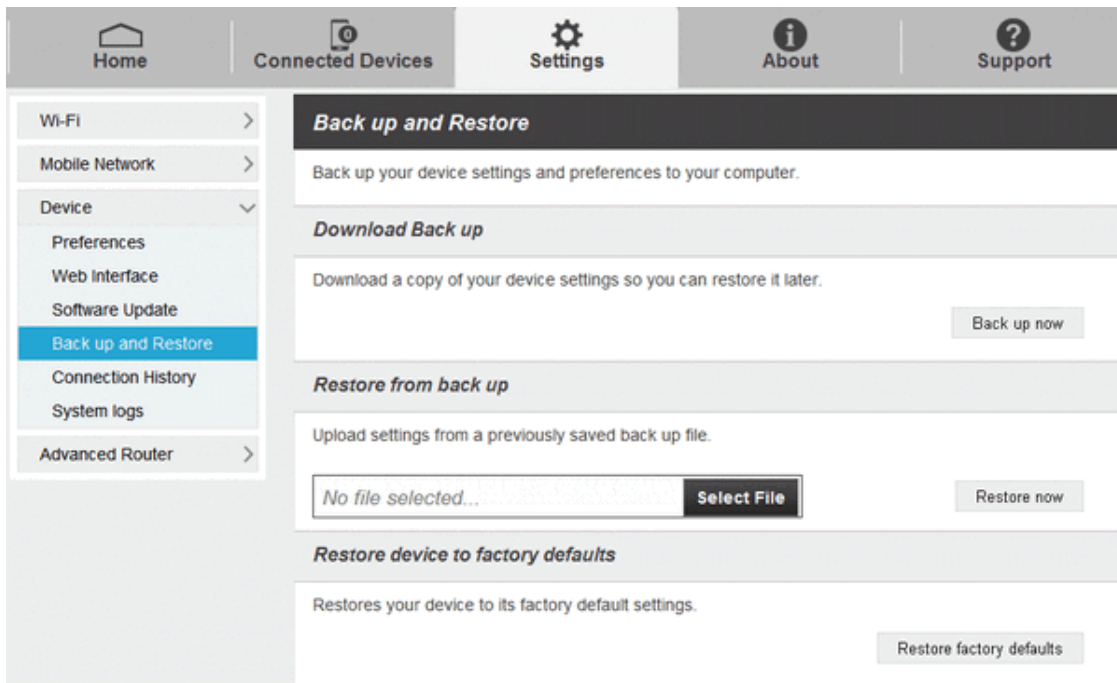 Home
0
Connected Devices
Settings
About
Support
Wi-Fi
Mobile Network
Device
Preferences
Web Interface
Software Update
Back up and Restore
Connection History
System logs
Advanced Router
Back up and Restore
Back up your device settings and preferences to your computer.
Download Back up
Download a copy of your device settings so you can restore it later.
Back up now
Restore from back up
Upload settings from a previously saved back up file.
No file selected...
Select File
Restore now
Restore device to factory defaults
Restores your device to its factory default settings.
Restore factory defaults